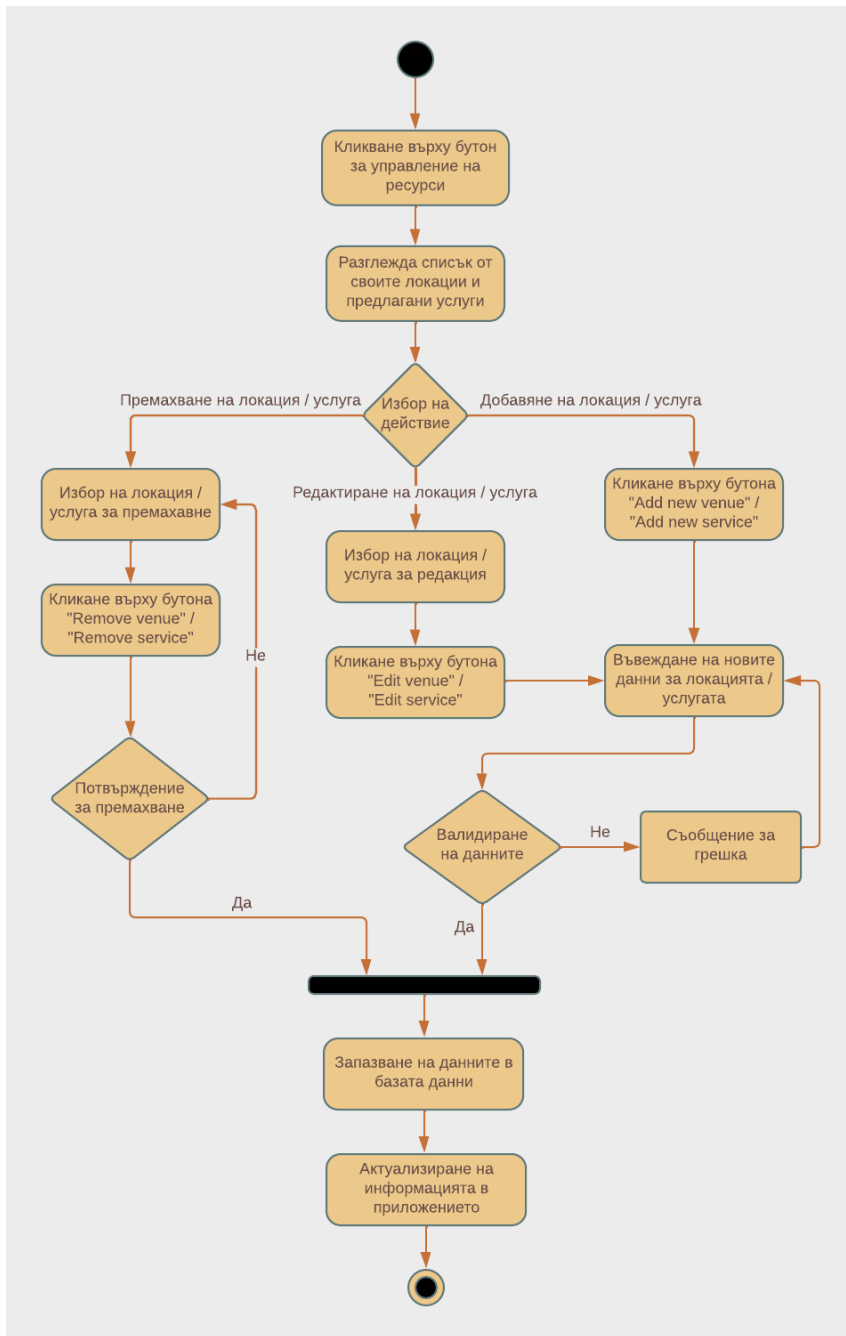 Кликване върху бутон
за управление на
ресурси
Разглежда списък от
своите локации и
предлагани услуги
Избор на
действие
Премахване на локация / услуга
Добавяне на локация / услуга
Редактиране на локация / услуга
Избор на локация /
услуга за премахавне
Кликане върху бутона
"Remove venue" /
"Remove service"
Не
Потвърждение
за премахване
Да
Избор на локация /
услуга за редакция
Кликане върху бутона
"Edit venue" /
"Edit service"
Кликане върху бутона
"Add new venue" /
"Add new service"
Въвеждане на новите
данни за локацията /
услугата
Валидиране
на данните
Не
Съобщение за
грешка
Да
Запазване на данните в
базата данни
Актуализиране на
информацията в
приложението